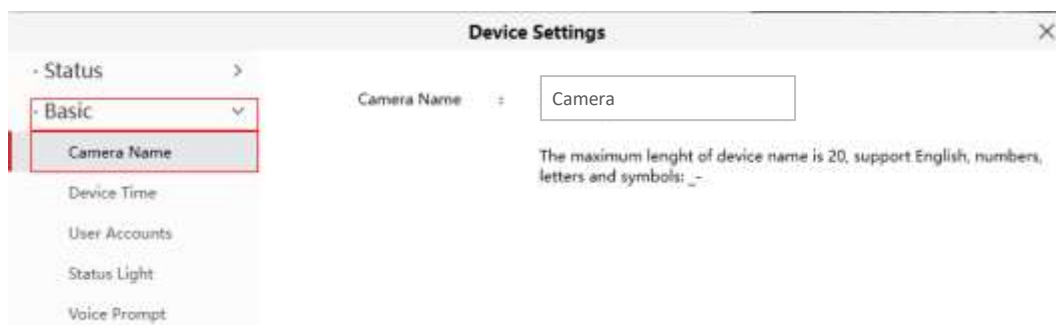 Device Settings
· Status
· Basic
Camera Name
Device Time
User Accounts
Status Light
Voice Prompt
Camera Name :
Camera
The maximum lenght of device name is 20, support English, numbers,
letters and symbols: _-